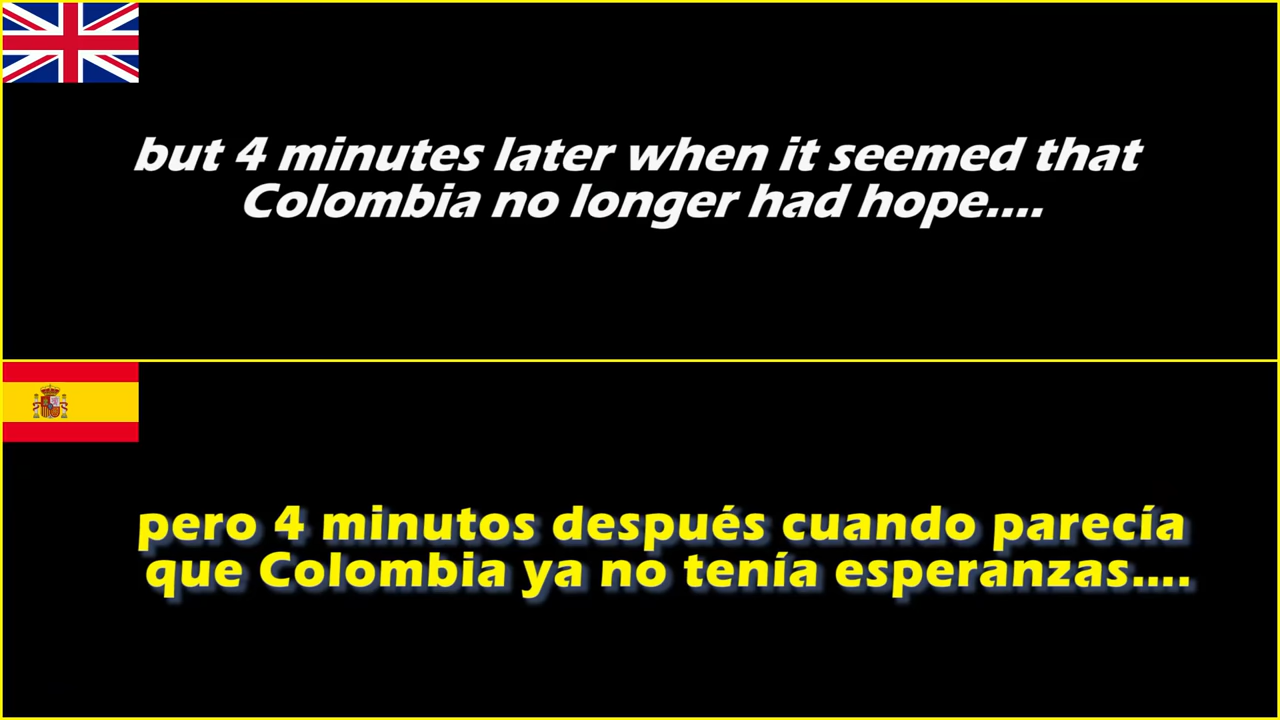 but 4 minutes later when it seemed that
Colombia no longer had hope....
pero 4 minutos después cuando parecía
que Colombia ya no tenía esperanzas....